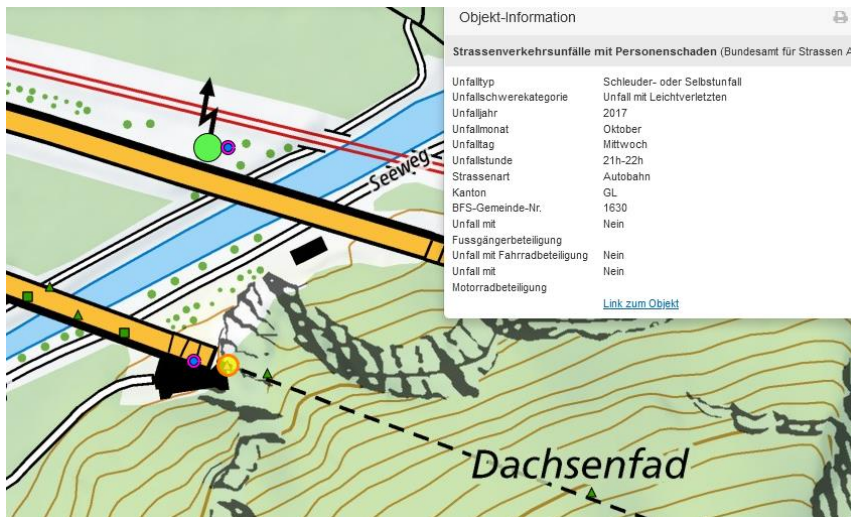 Objekt-Information
Strassenverkehrsunfälle mit Personenschaden (Bundesamt für Strassen A
Unfalltyp Schleuder- oder Selbstunfall
Unfallschwerekategorie Unfall mit Leichtverletzten
Unfalljahr 2017
Unfallmonat Oktober
Unfalltag Mittwoch
Unfallstunde 21h-22h
Strassenart Autobahn
Kanton GL
BFS-Gemeinde-Nr. 1630
Unfall mit Nein
Fussgängerbeteiligung
Unfall mit Fahrradbeteiligung Nein
Unfall mit Nein
Motorradbeteiligung
Link zum Objekt
Seeweg
Dachsenfad